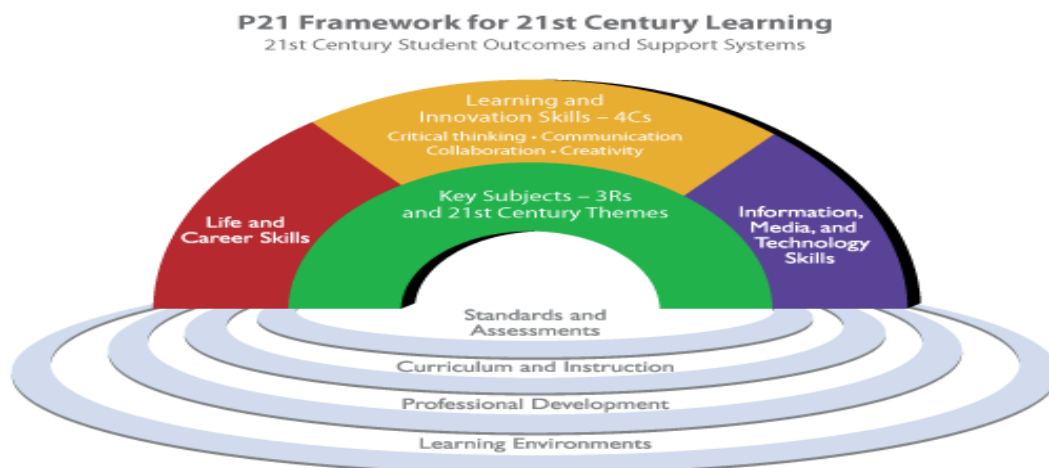 P21 Framework for 21st Century Learning
21st Century Student Outcomes and Support Systems
Learning and
Innovation Skills – 4Cs
Critical thinking • Communication
Collaboration • Creativity
Key Subjects – 3Rs
and 21st Century Themes
Life and
Career Skills
Information,
Media, and
Technology
Skills
Standards and
Assessments
Curriculum and Instruction
Professional Development
Learning Environments